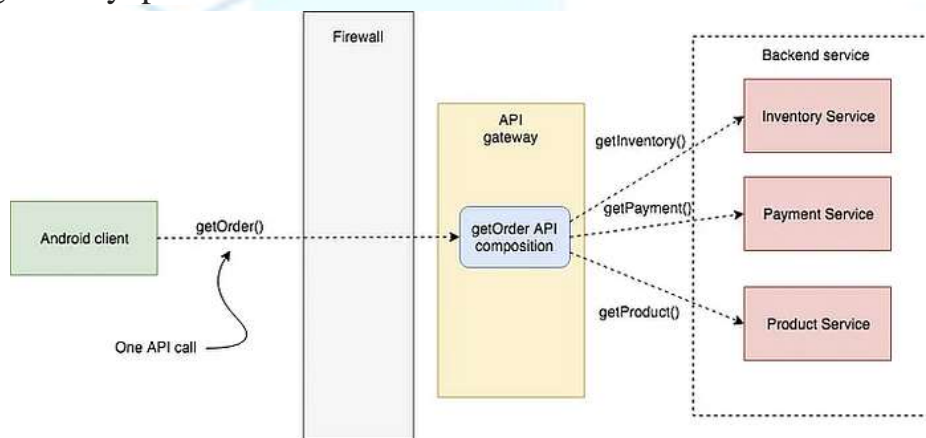 Firewall
Backend service
API
gateway
Inventory Service
getInventory()
getPayment()
getOrder()
getOrder API
composition
Payment Service
Android client
getProduct()
Product Service
One API call